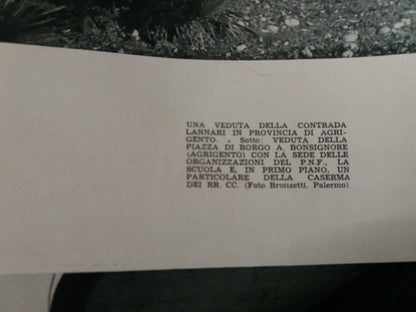 UNA VEDUTA DELLA CONTRADA
LANNARI IN PROVINCIA DI AGRI-
GENTO. - Sotto: VEDUTA DELLA
PIAZZA DI BORGO A. BONSIGNORE
(AGRIGENTO) CON LA SEDE DELLE
ORGANIZZAZIONI DEL P.N.F., LA
SCUOLA E, IN PRIMO PIANO, UN
PARTICOLARE DELLA CASERMA
DEI RR. CC. (Foto Bronzetti, Palermo)